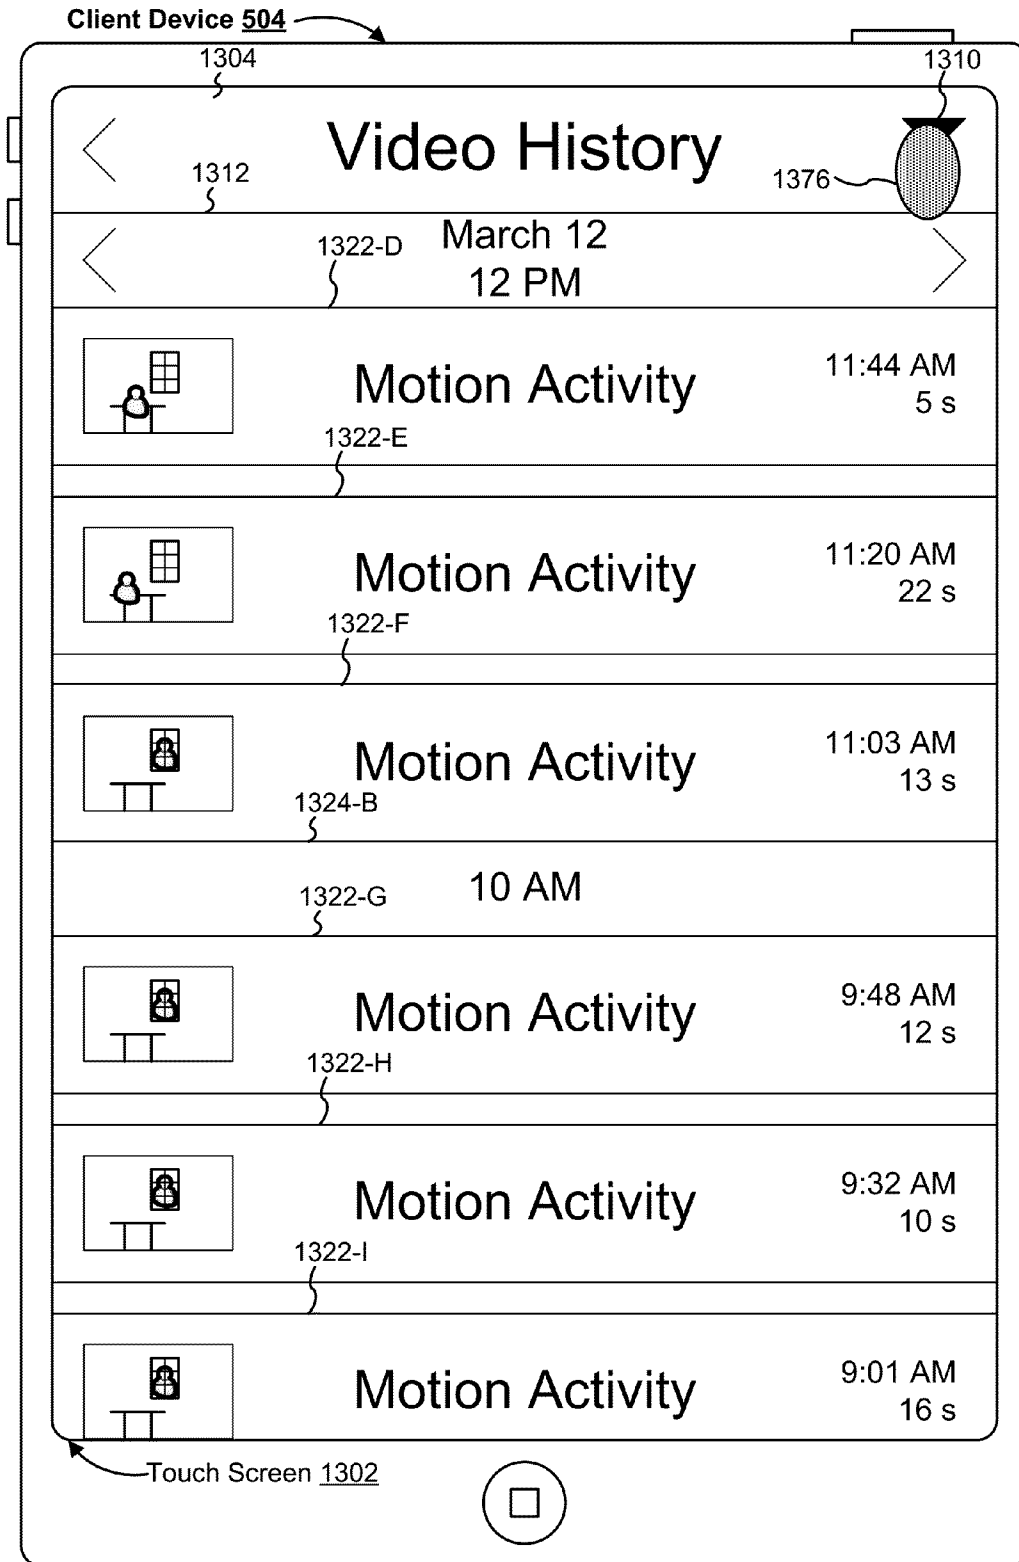 Client Device 504
1304
1310
Video History
1312
1376
March 12
1322-D
12 PM
Motion Activity
11:44 AM
5 s
1322-E
Motion Activity
11:20 AM
22 s
1322-F
Motion Activity
11:03 AM
13 s
1324-B
10 AM
1322-G
Motion Activity
9:48 AM
12 s
1322-H
Motion Activity
9:32 AM
10 s
1322-I
Motion Activity
9:01 AM
16 s
Touch Screen 1302